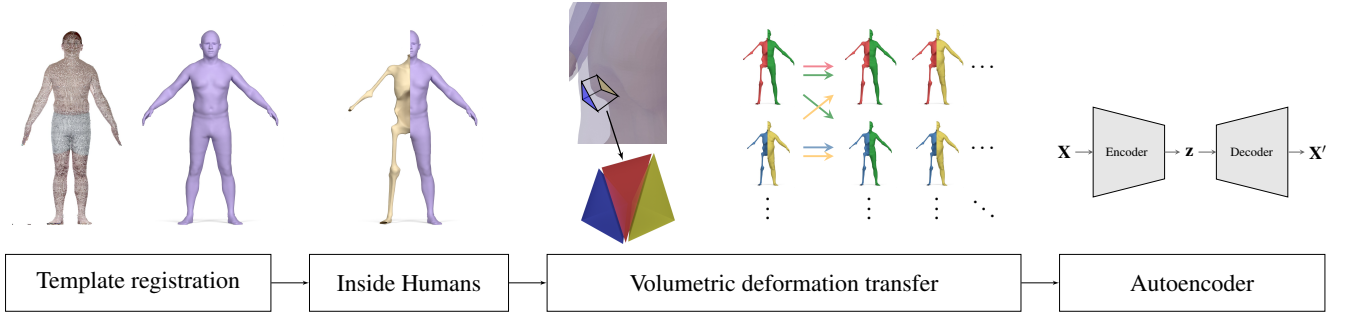 X
Encoder
z
Decoder
X′
Template registration
Inside Humans
Volumetric deformation transfer
Autoencoder